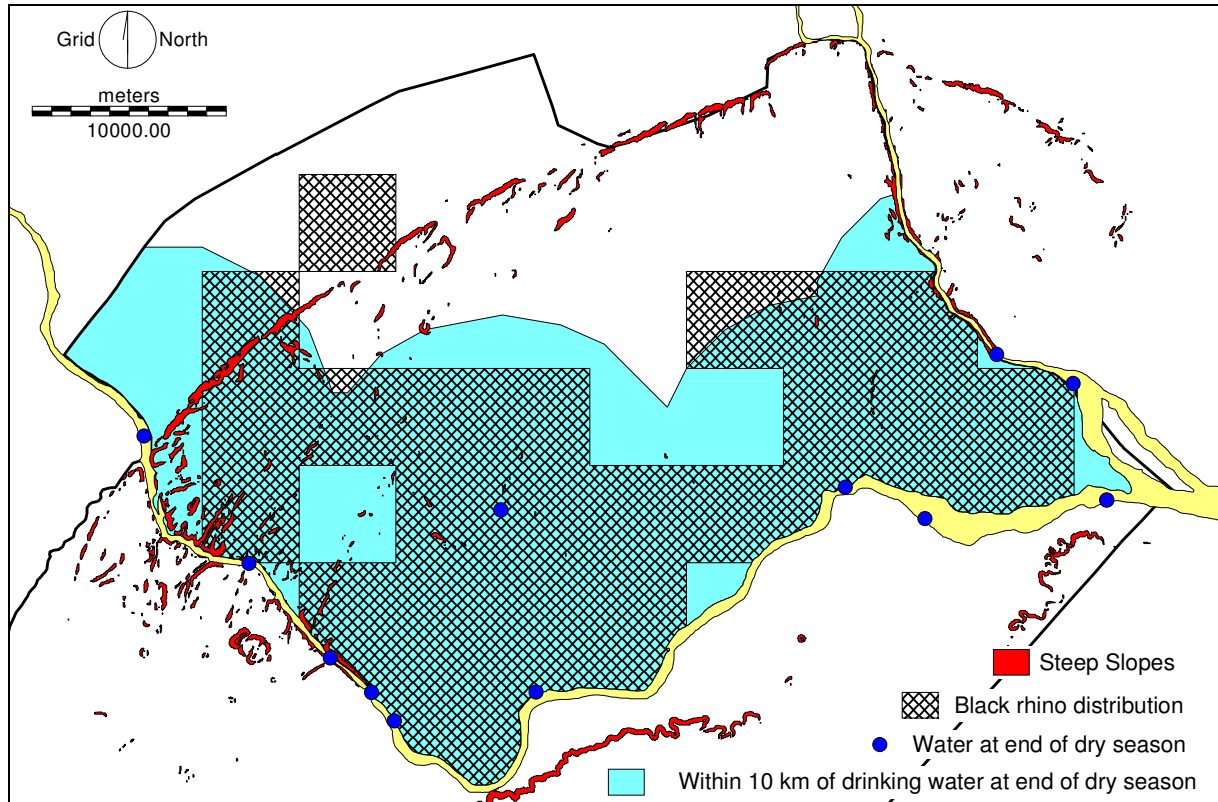 Grid North
meters
10000.00
Steep Slopes
Black rhino distribution
Water at end of dry season
Within 10 km of drinking water at end of dry season